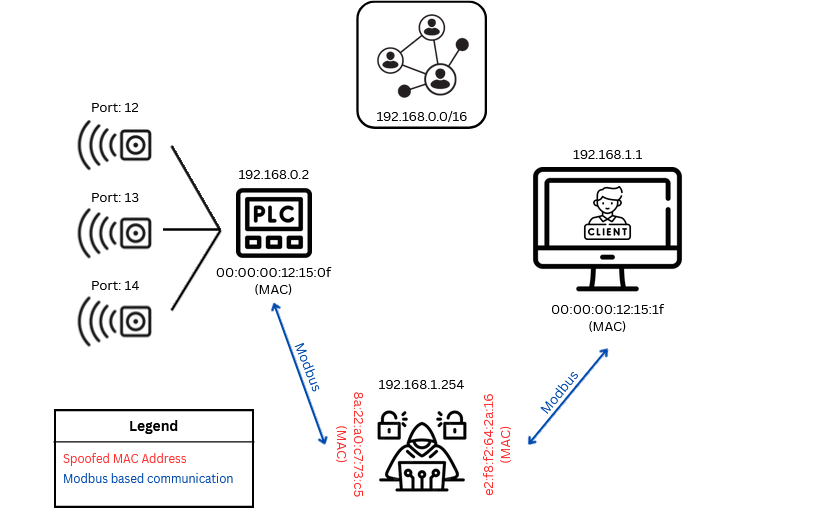 192.168.0.0/16
Port: 12
Port: 13
Port: 14
192.168.0.2
PLC
00:00:00:12:15:0f
(MAC)
192.168.1.1
CLIENT
00:00:00:12:15:1f
(MAC)
Modbus
Modbus
192.168.1.254
8a:22:a0:c7:73:c5
(MAC)
e2:f8:f2:64:2a:16
(MAC)
Legend
Spoofed MAC Address
Modbus based communication